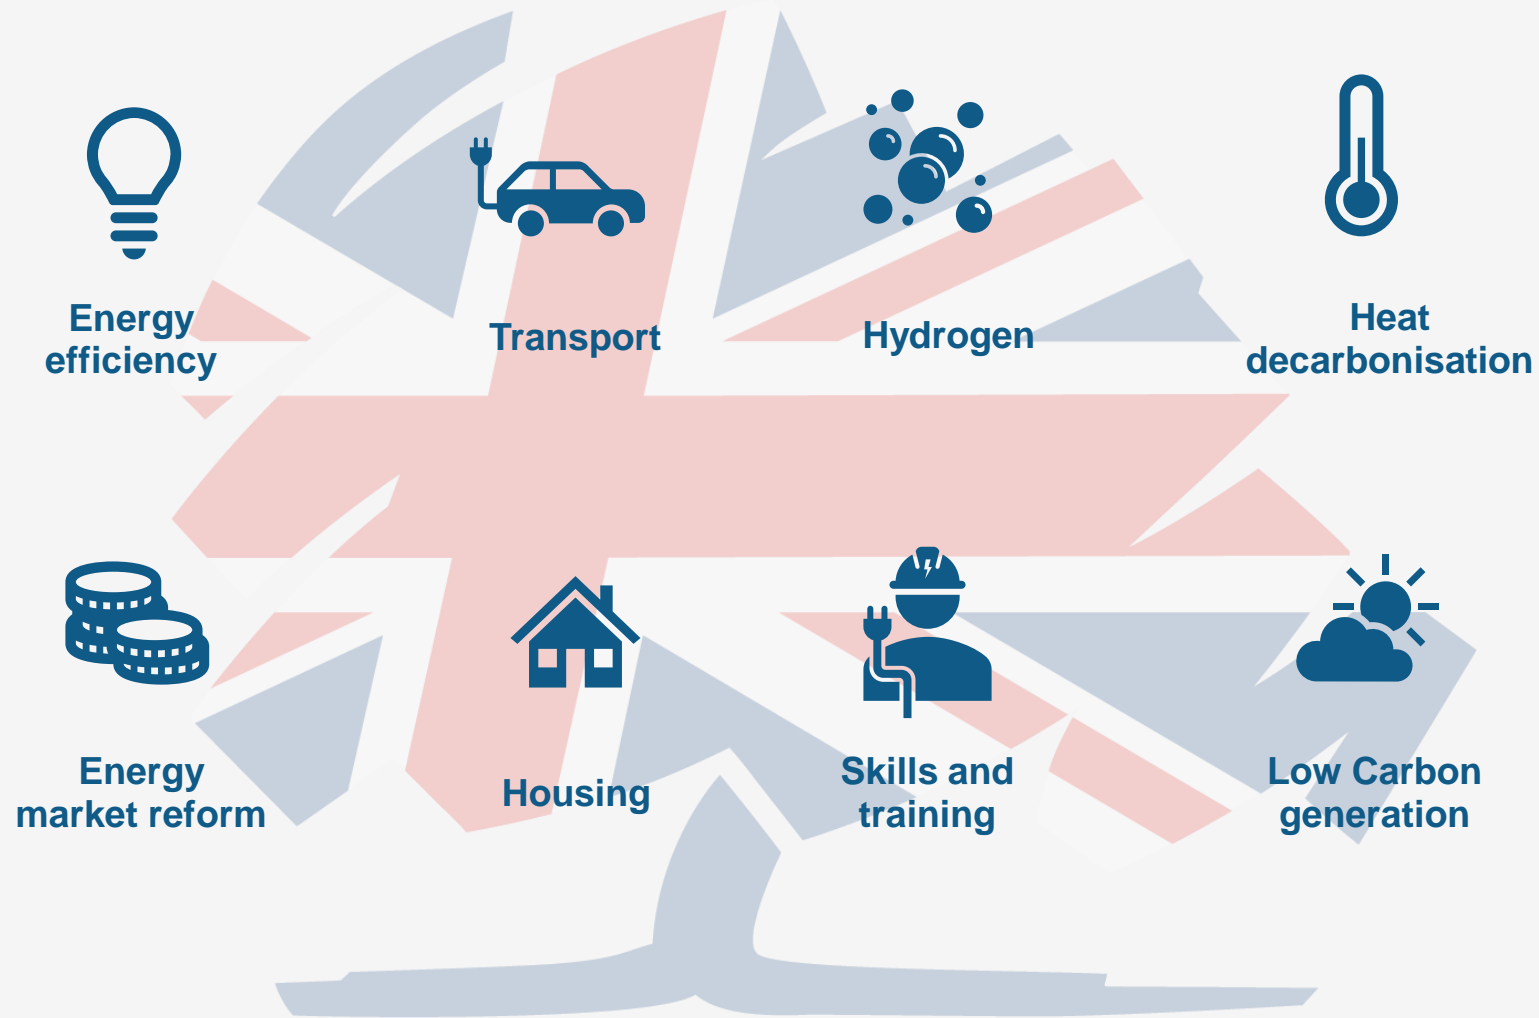 Energy
efficiency
Transport
Hydrogen
Heat
decarbonisation
Energy
market reform
Housing
Skills and
training
Low Carbon
generation